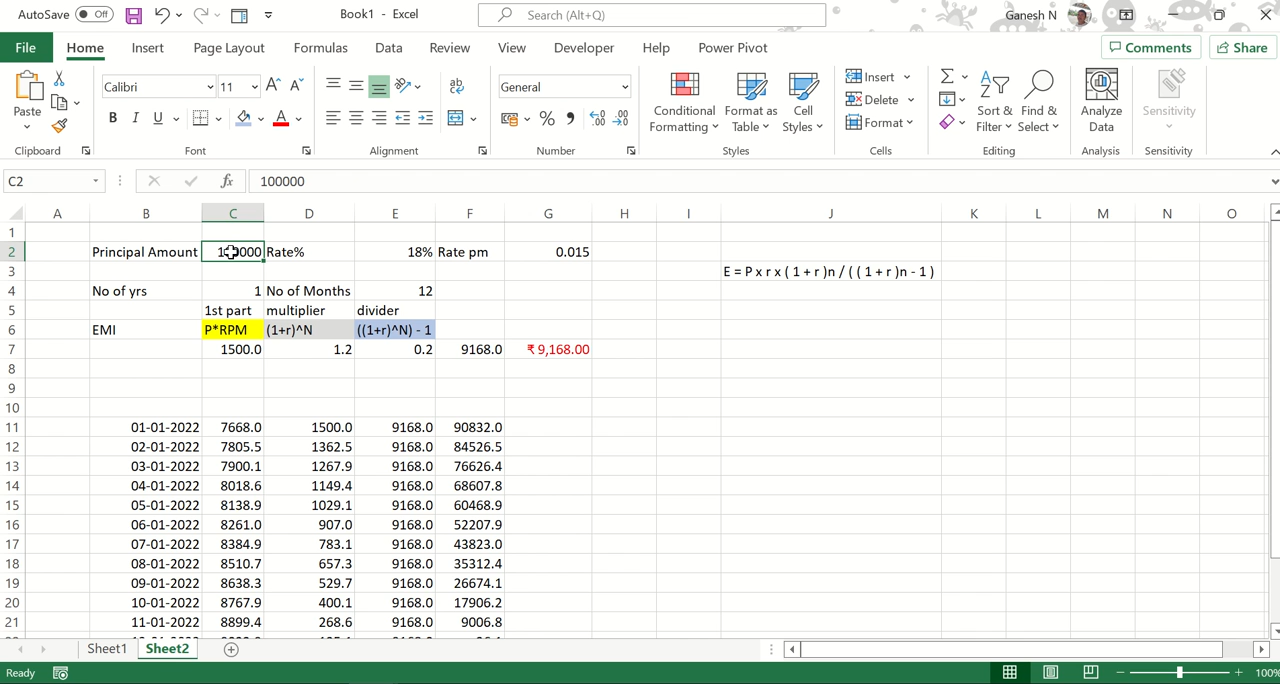 AutoSave Off Book1 - Excel Search (Alt+Q) Ganesh N
File Home Insert Page Layout Formulas Data Review View Developer Help Power Pivot Comments Share
Paste Calibri 11 A^ A^ B I U A ab General % , Conditional Formatting Format as Table Cell Styles Insert Delete Format Sort & Filter Find & Select Analyze Data Sensitivity
Clipboard Font Alignment Number Styles Cells Editing Analysis Sensitivity
C2 fx 100000
A B C D E F G H I J K L M N O
1
2 Principal Amount Rate% 18% Rate pm 0.015
3 E = P x r x ( 1 + r )n / ( ( 1 + r )n - 1 )
4 No of yrs 1 No of Months 12
5 1st part multiplier divider
6 EMI P*RPM (1+r)^N ((1+r)^N) - 1
7 1500.0 1.2 0.2 9168.0 ₹ 9,168.00
8
9
10
11 01-01-2022 7668.0 1500.0 9168.0 90832.0
12 02-01-2022 7805.5 1362.5 9168.0 84526.5
13 03-01-2022 7900.1 1267.9 9168.0 76626.4
14 04-01-2022 8018.6 1149.4 9168.0 68607.8
15 05-01-2022 8138.9 1029.1 9168.0 60468.9
16 06-01-2022 8261.0 907.0 9168.0 52207.9
17 07-01-2022 8384.9 783.1 9168.0 43823.0
18 08-01-2022 8510.7 657.3 9168.0 35312.4
19 09-01-2022 8638.3 529.7 9168.0 26674.1
20 10-01-2022 8767.9 400.1 9168.0 17906.2
21 11-01-2022 8899.4 268.6 9168.0 9006.8
Sheet1 Sheet2
Ready 100%